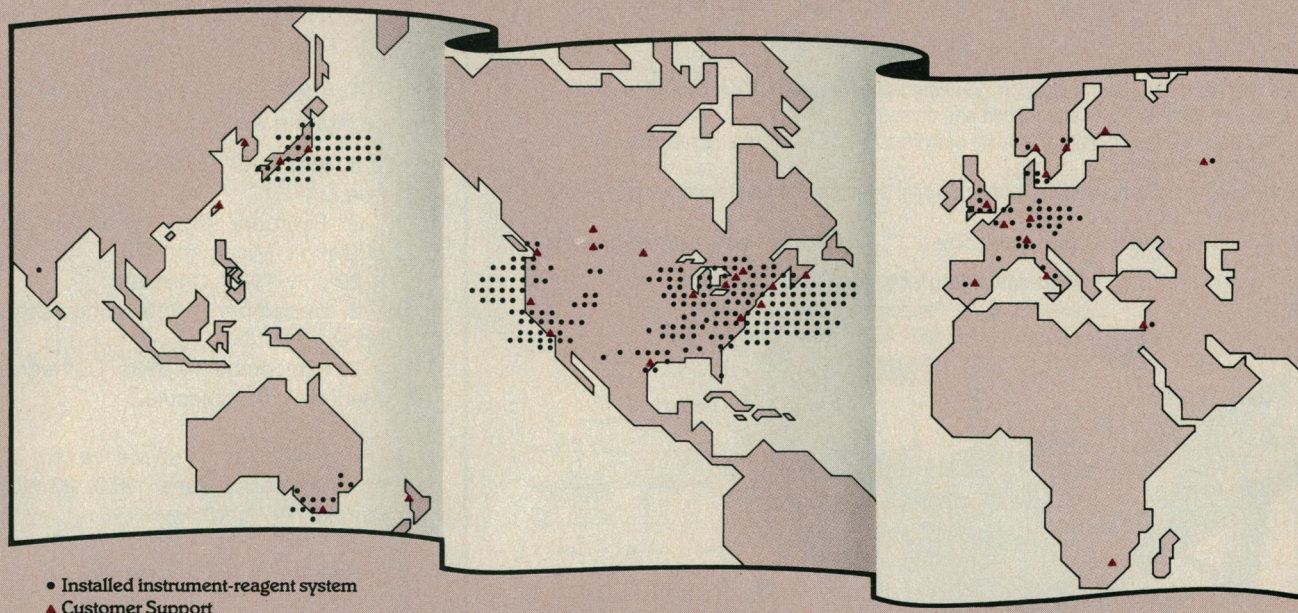 ● Installed instrument-reagent system
▲ Customer Support